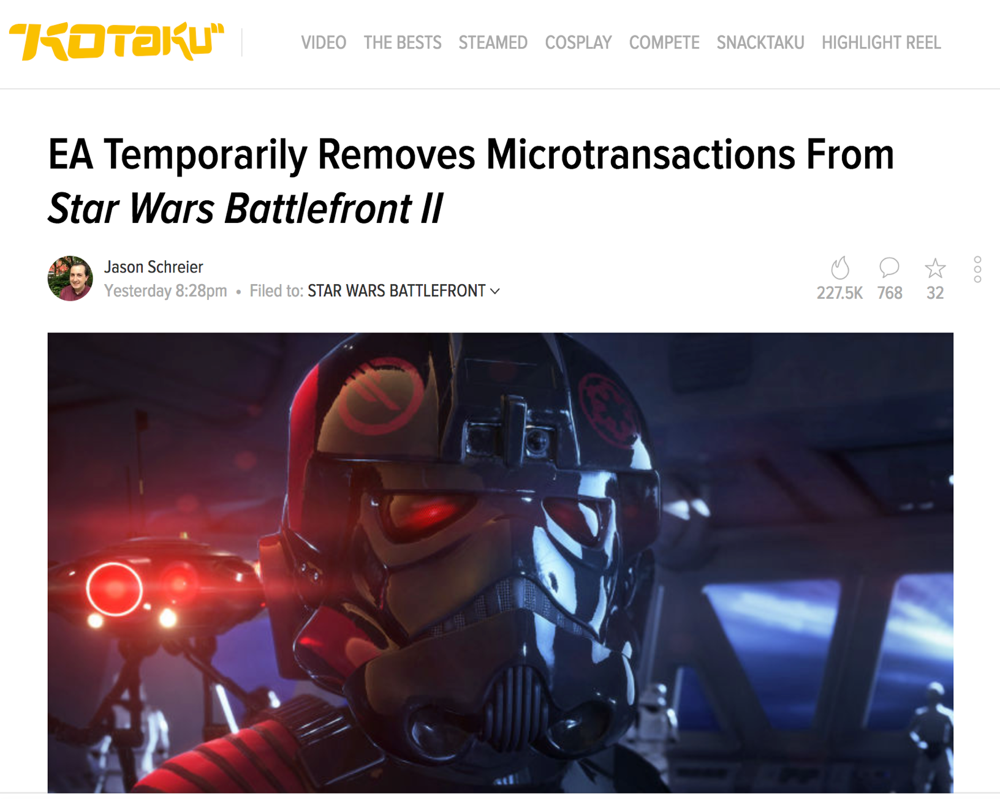 KOTAKU
VIDEO THE BESTS STEAMED COSPLAY COMPETE SNACKTAKU HIGHLIGHT REEL
EA Temporarily Removes Microtransactions From
Star Wars Battlefront II
Jason Schreier
Yesterday 8:28pm • Filed to: STAR WARS BATTLEFRONT
227.5K 768 32